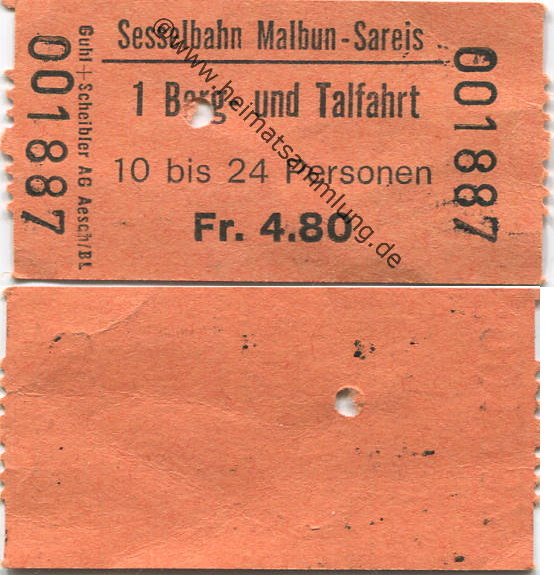 Sesselbahn Malbun-Sareis
1 Berg- und Talfahrt
10 bis 24 Personen
Fr. 4.80
001887
Guhl+Scheibler AG Aesch/BL
001887
©www.heimatsammlung.de